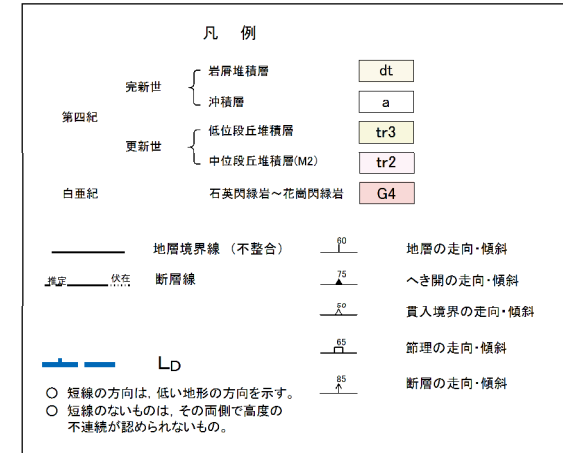 凡 例
完新世
岩屑堆積層 dt
沖積層 a
第四紀
更新世
低位段丘堆積層 tr3
中位段丘堆積層(M2) tr2
白亜紀 石英閃緑岩～花崗閃緑岩 G4
地層境界線 (不整合)
推定 伏在 断層線
60 地層の走向・傾斜
75 へき開の走向・傾斜
50 貫入境界の走向・傾斜
65 節理の走向・傾斜
85 断層の走向・傾斜
LD
○ 短線の方向は, 低い地形の方向を示す。
○ 短線のないものは, その両側で高度の
不連続が認められないもの。